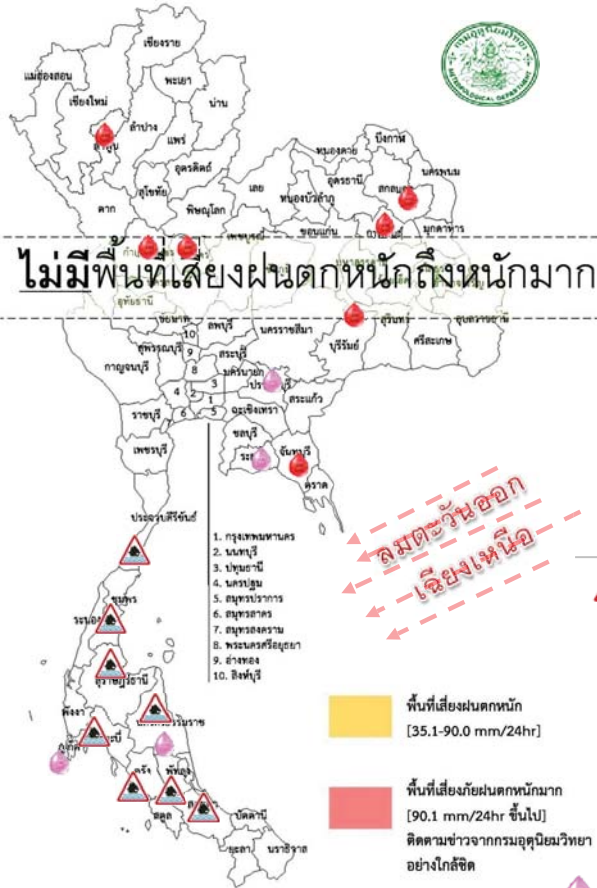 เชียงราย
กรมอุตุนิยมวิทยา
METEOROLOGICAL DEPARTMENT
แม่ฮ่องสอน
พะเยา
เชียงใหม่
น่าน
ลำปาง
แพร่
บึงกาฬ
หนองคาย
อุตรดิตถ์
เลย
อุดรธานี
นครพนม
สุโขทัย
หนองบัวลำภู
ตาก
พิษณุโลก
ขอนแก่น
มุกดาหาร
เพชรบูรณ์
ไม่มีพื้นที่เสี่ยงฝนตกหนักถึงหนักมาก
อุทัยธานี
ชัยนาท
ลพบุรี
นครราชสีมา
สุรินทร์
อุบลราชธานี
สุพรรณบุรี
10
9
สระบุรี
บุรีรัมย์
ศรีสะเกษ
กาญจนบุรี
8
นครนายก
4
2
3
1
สระแก้ว
ราชบุรี
6
5
ฉะเชิงเทรา
ชลบุรี
เพชรบุรี
จันทบุรี
ตราด
ประจวบคีรีขันธ์
ลมตะวันออก
เฉียงเหนือ
1. กรุงเทพมหานคร
2. นนทบุรี
3. ปทุมธานี
4. นครปฐม
5. สมุทรปราการ
6. สมุทรสาคร
7. สมุทรสงคราม
8. พระนครศรีอยุธยา
9. อ่างทอง
10. สิงห์บุรี
ชุมพร
ระนอง
สุราษฎร์ธานี
พังงา
ตรัง
พัทลุง
สตูล
ปัตตานี
ยะลา
นราธิวาส
พื้นที่เสี่ยงฝนตกหนัก
[35.1-90.0 mm/24hr]
พื้นที่เสี่ยงภัยฝนตกหนักมาก
[90.1 mm/24hr ขึ้นไป]
ติดตามข่าวจากกรมอุตุนิยมวิทยา
อย่างใกล้ชิด